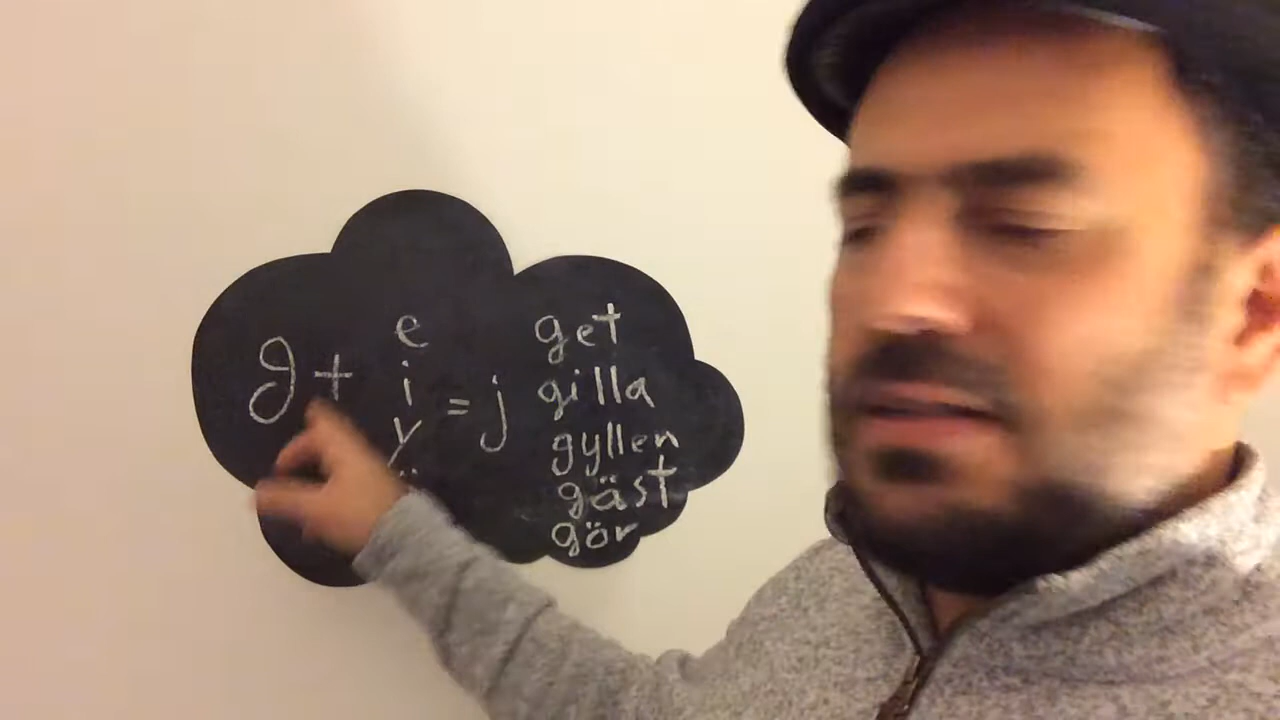 g + e i y = j
get
gilla
gyllen
gäst
gör